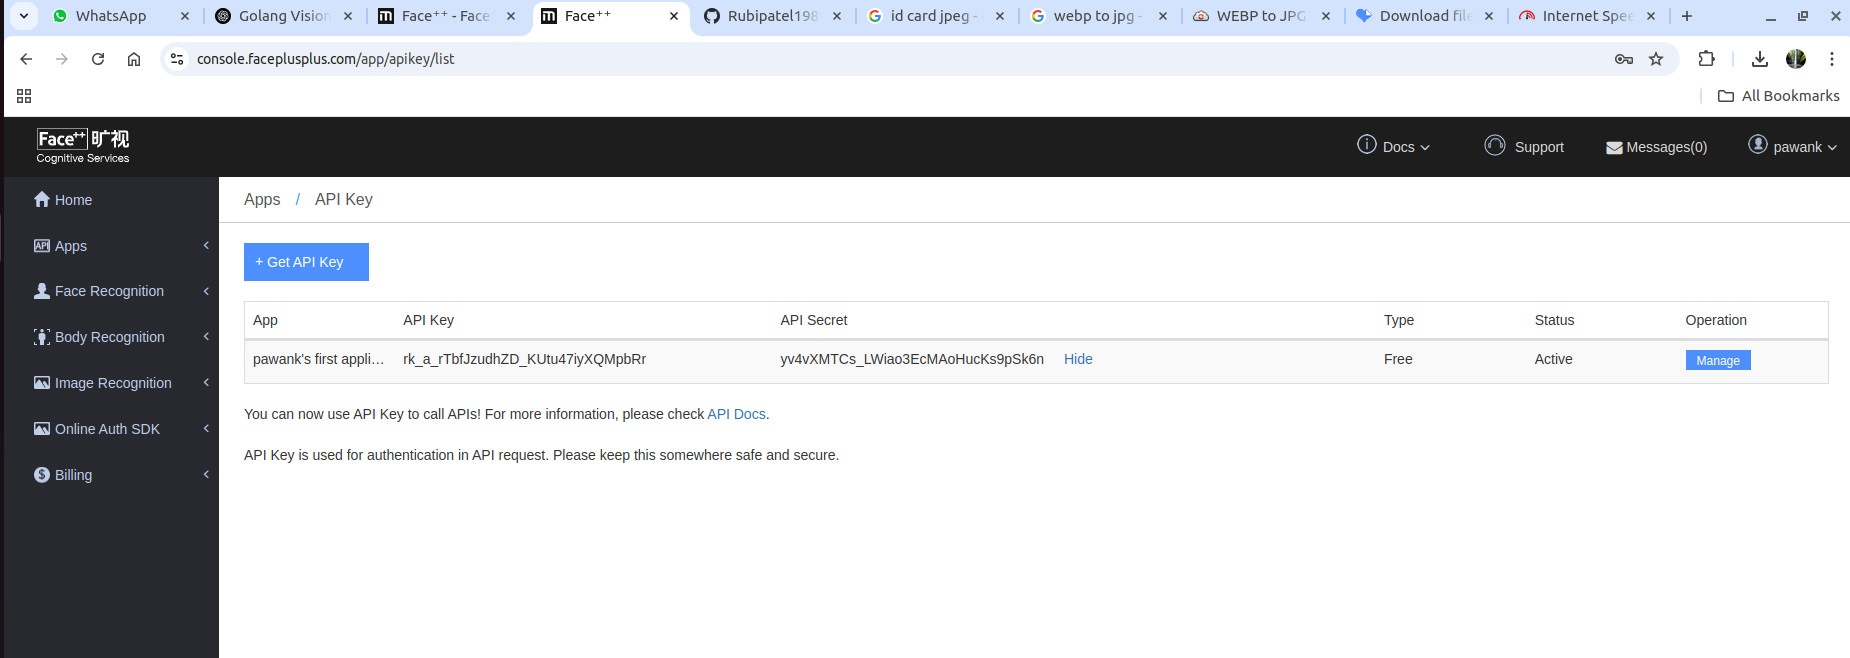 WhatsApp Golang Vision Face⁺⁺ - Face Face⁺⁺ Rubipatel198 id card jpeg - webp to jpg - WEBP to JPG Download file Internet Spee
console.faceplusplus.com/app/apikey/list
All Bookmarks
Face⁺⁺ 旷视
Cognitive Services
Docs Support Messages(0) pawank
Home
Apps
Face Recognition
Body Recognition
Image Recognition
Online Auth SDK
Billing
Apps / API Key
+ Get API Key
App API Key API Secret Type Status Operation
pawank's first appli... rk_a_rTbfJzudhZD_KUtu47iyXQMpbRr yv4vXMTCs_LWiao3EcMAoHucKs9pSk6n Hide Free Active Manage
You can now use API Key to call APIs! For more information, please check API Docs.
API Key is used for authentication in API request. Please keep this somewhere safe and secure.